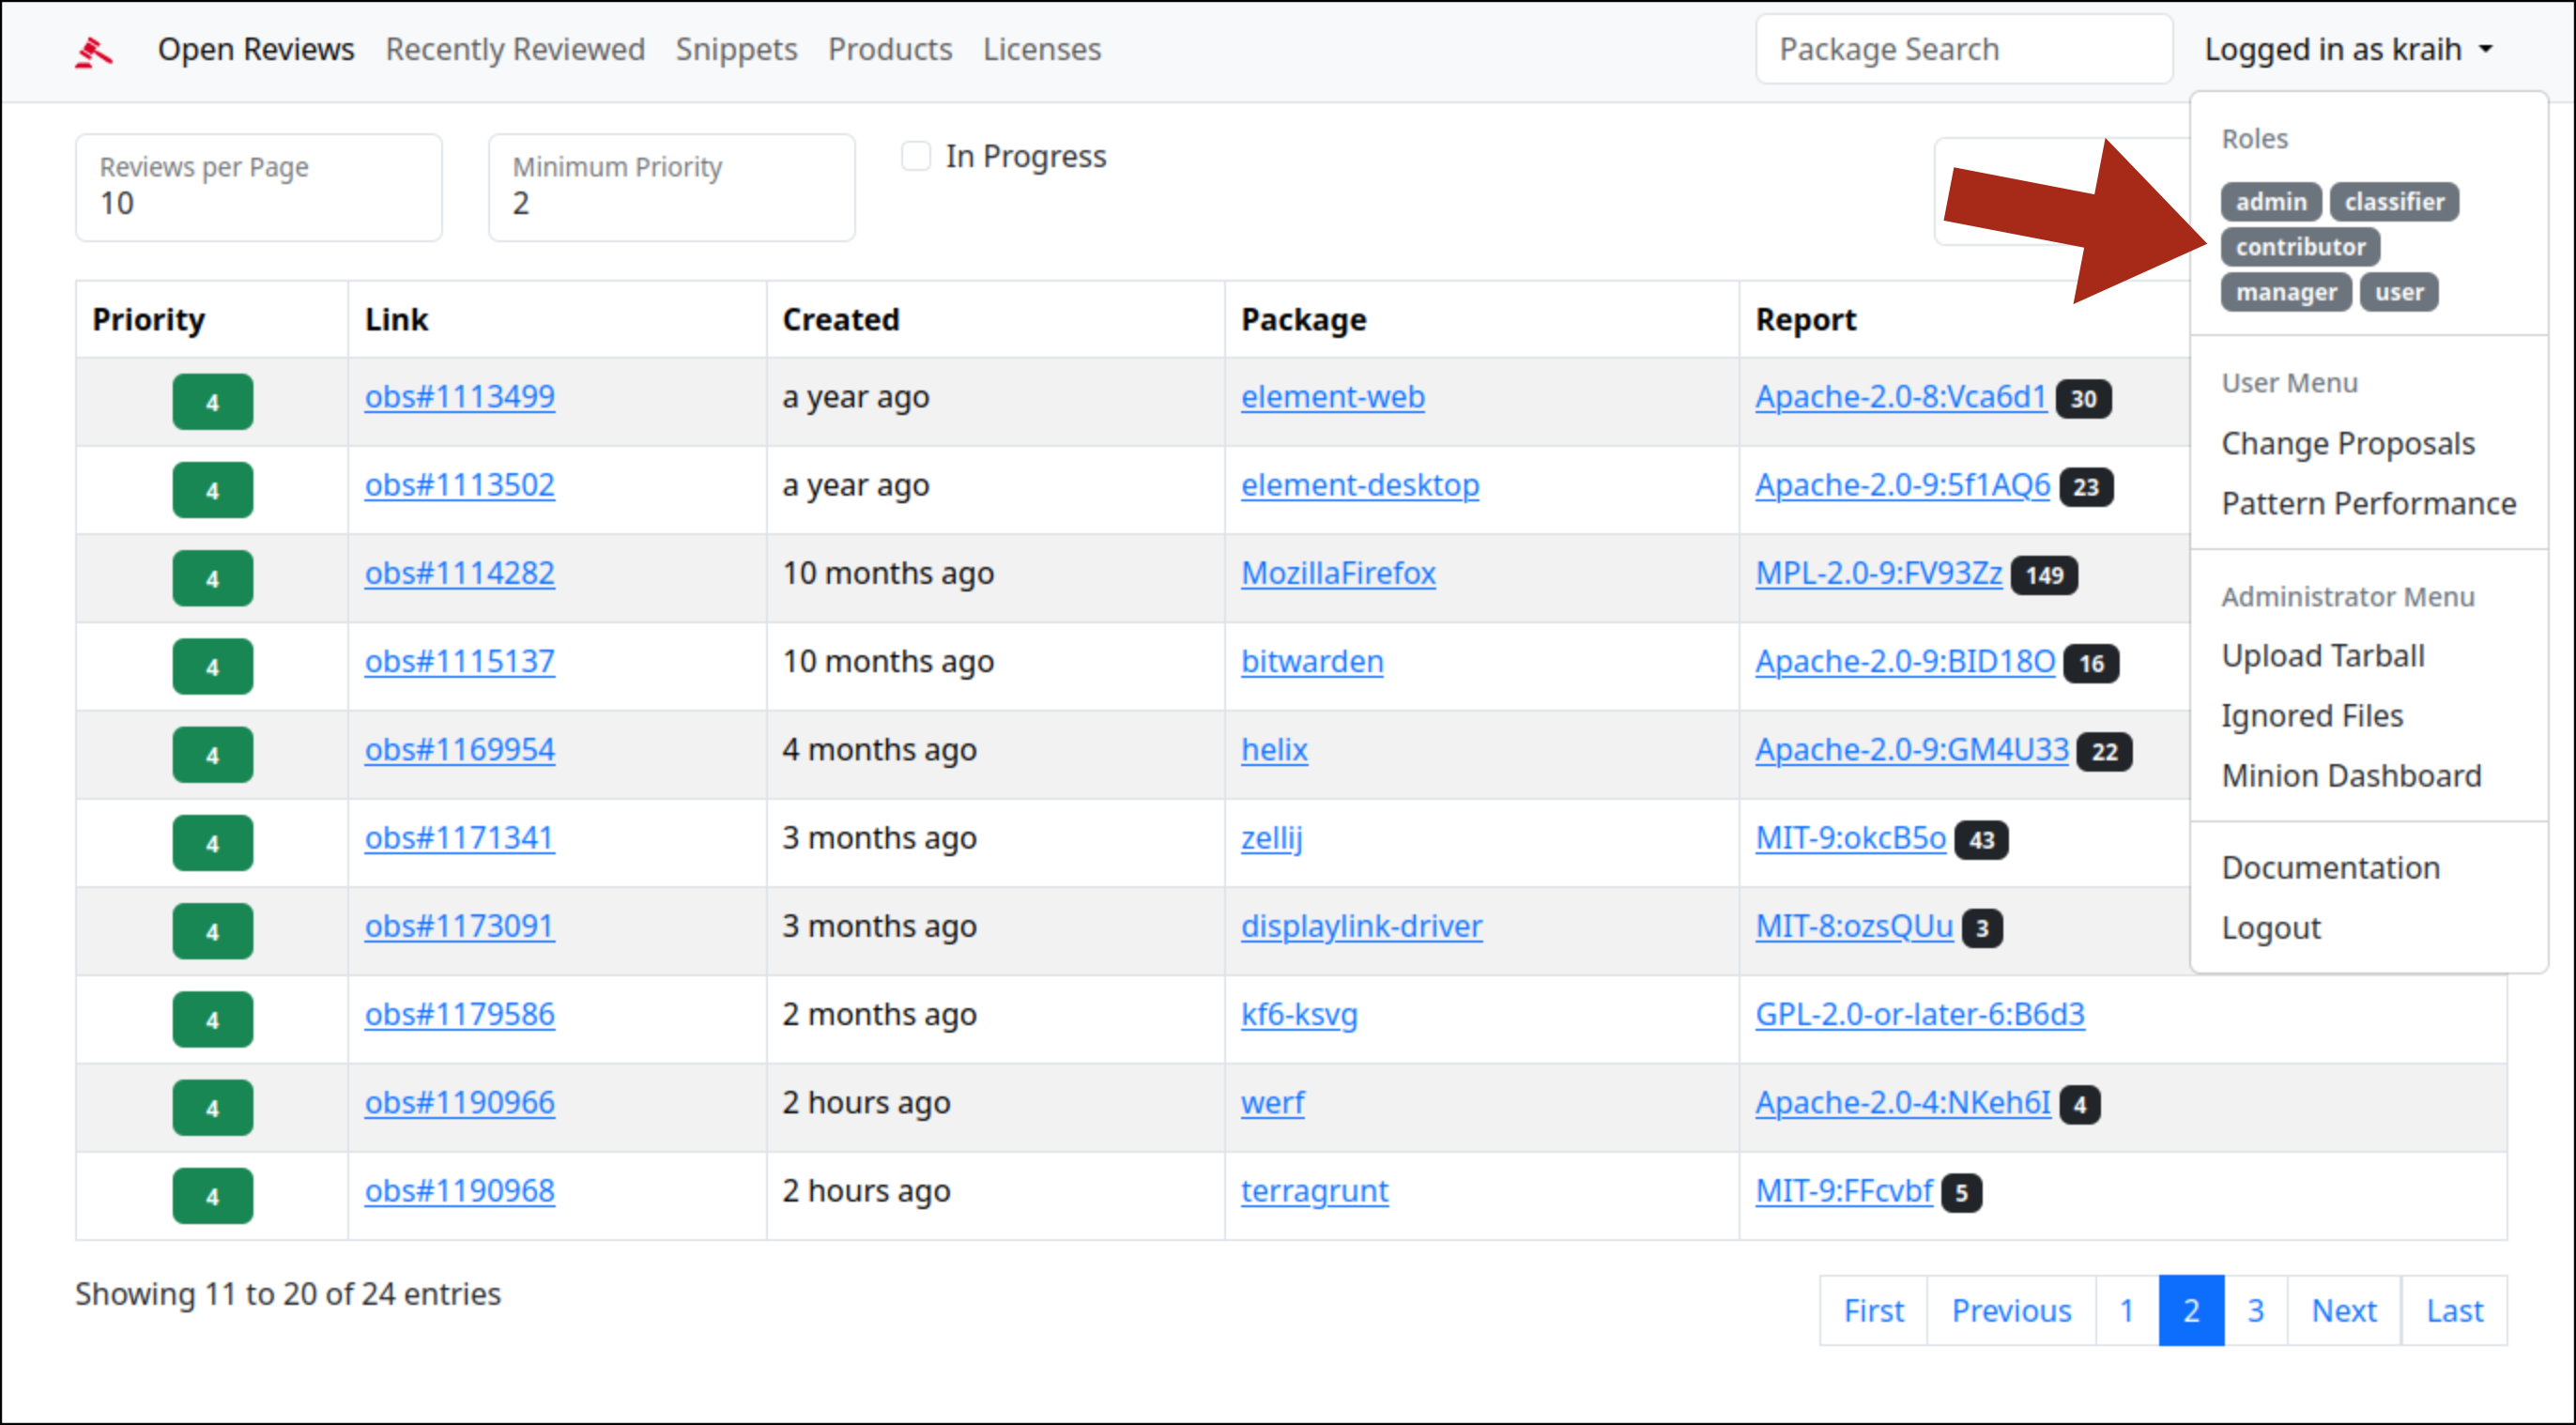 Open Reviews Recently Reviewed Snippets Products Licenses Package Search Logged in as kraih
Reviews per Page
10
Minimum Priority
2
In Progress
Roles
admin classifier
contributor
manager user
User Menu
Change Proposals
Pattern Performance
Administrator Menu
Upload Tarball
Ignored Files
Minion Dashboard
Documentation
Logout
Priority Link Created Package Report
4 obs#1113499 a year ago element-web Apache-2.0-8:Vca6d1 30
4 obs#1113502 a year ago element-desktop Apache-2.0-9:5f1AQ6 23
4 obs#1114282 10 months ago MozillaFirefox MPL-2.0-9:FV93Zz 149
4 obs#1115137 10 months ago bitwarden Apache-2.0-9:BID18O 16
4 obs#1169954 4 months ago helix Apache-2.0-9:GM4U33 22
4 obs#1171341 3 months ago zellij MIT-9:okcB5o 43
4 obs#1173091 3 months ago displaylink-driver MIT-8:ozsQUu 3
4 obs#1179586 2 months ago kf6-ksvg GPL-2.0-or-later-6:B6d3
4 obs#1190966 2 hours ago werf Apache-2.0-4:NKeh6I 4
4 obs#1190968 2 hours ago terragrunt MIT-9:FFcvbf 5
Showing 11 to 20 of 24 entries
First Previous 1 2 3 Next Last